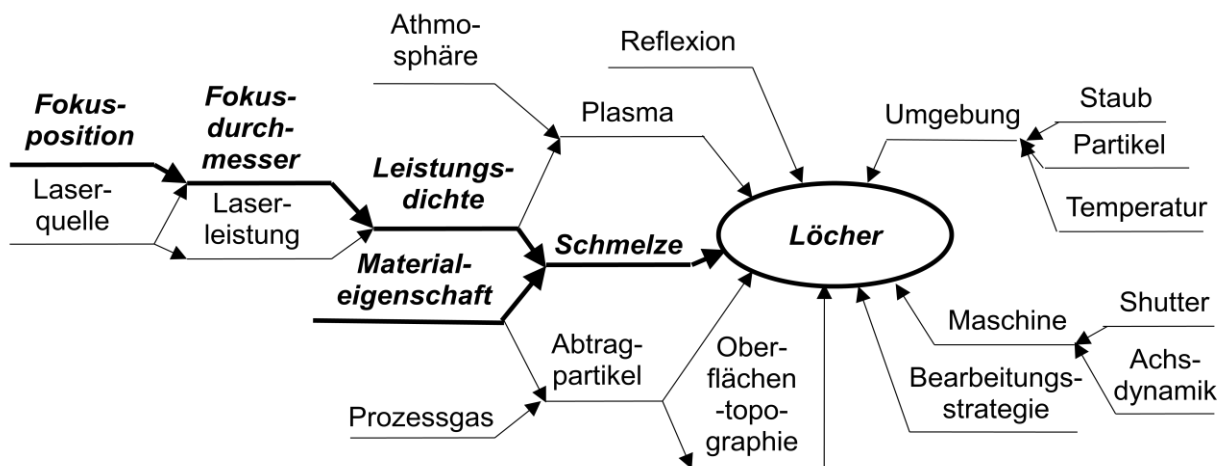 Athmo-
sphäre
Reflexion
Fokus-
position
Fokus-
durch-
messer
Plasma
Umgebung
Staub
Partikel
Temperatur
Laser-
quelle
Laser-
leistung
Leistungs-
dichte
Schmelze
Löcher
Material-
eigenschaft
Abtrag-
partikel
Prozessgas
Ober-
flächen
-topo-
graphie
Maschine
Shutter
Achs-
dynamik
Bearbeitungs-
strategie